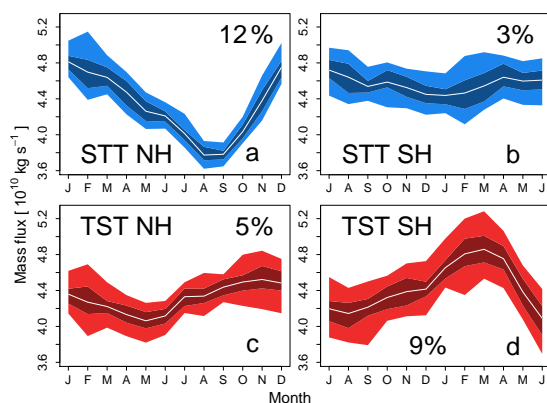 12%
STT NH
a
3%
STT SH
b
3.6 4.0 4.4 4.8 5.2
J F M A M J J A S O N D
J A S O N D J F M A M J
TST NH
5%
c
TST SH
9%
d
3.6 4.0 4.4 4.8 5.2
J F M A M J J A S O N D
J A S O N D J F M A M J
Mass flux [ 10¹⁰ kg s⁻¹ ]
Month